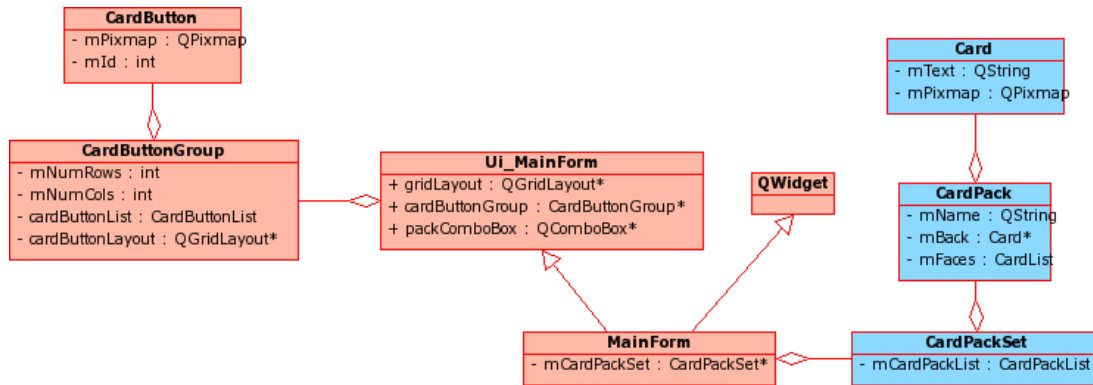 CardButton
- mPixmap : QPixmap
- mId : int
CardButtonGroup
- mNumRows : int
- mNumCols : int
- cardButtonList : CardButtonList
- cardButtonLayout : QGridLayout*
Ui_MainForm
+ gridLayout : QGridLayout*
+ cardButtonGroup : CardButtonGroup*
+ packComboBox : QComboBox*
QWidget
MainForm
- mCardPackSet : CardPackSet*
Card
- mText : QString
- mPixmap : QPixmap
CardPack
- mName : QString
- mBack : Card*
- mFaces : CardList
CardPackSet
- mCardPackList : CardPackList